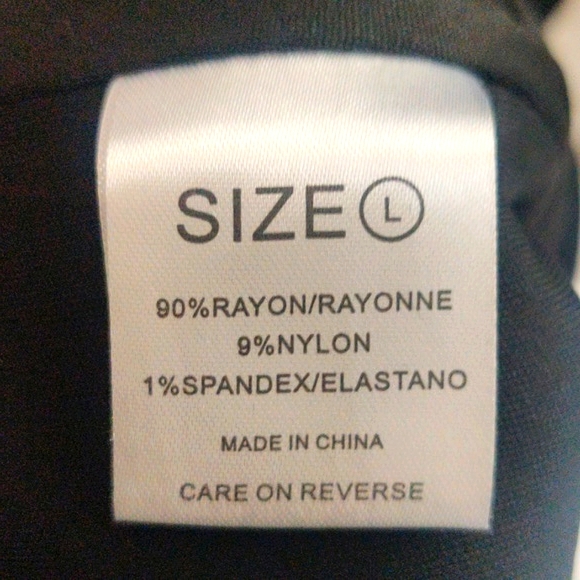 SIZE L
90%RAYON/RAYONNE
9%NYLON
1%SPANDEX/ELASTANO
MADE IN CHINA
CARE ON REVERSE